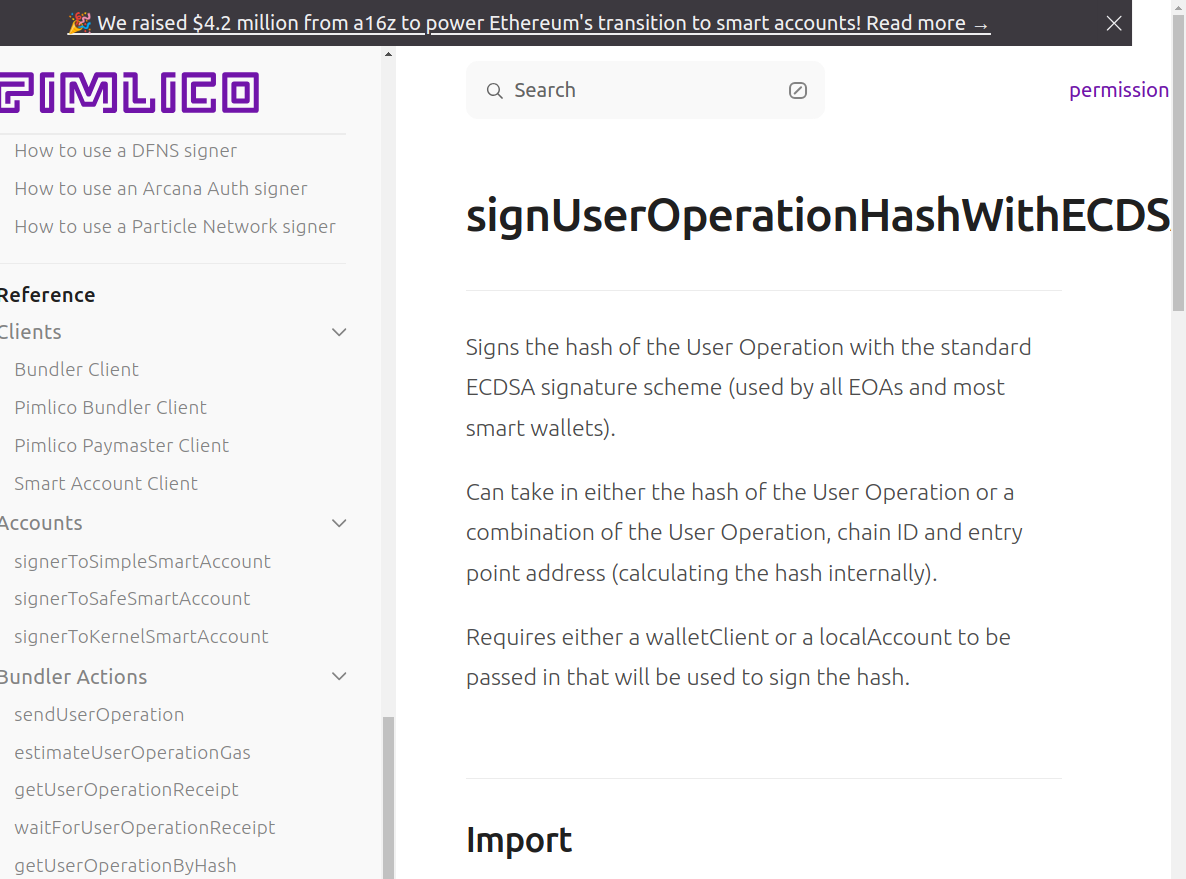 🎉 We raised $4.2 million from a16z to power Ethereum's transition to smart accounts! Read more →
PIMLICO
How to use a DFNS signer
How to use an Arcana Auth signer
How to use a Particle Network signer
Reference
Clients
Bundler Client
Pimlico Bundler Client
Pimlico Paymaster Client
Smart Account Client
Accounts
signerToSimpleSmartAccount
signerToSafeSmartAccount
signerToKernelSmartAccount
Bundler Actions
sendUserOperation
estimateUserOperationGas
getUserOperationReceipt
waitForUserOperationReceipt
getUserOperationByHash
Search
permission
signUserOperationHashWithECDSA
Signs the hash of the User Operation with the standard
ECDSA signature scheme (used by all EOAs and most
smart wallets).
Can take in either the hash of the User Operation or a
combination of the User Operation, chain ID and entry
point address (calculating the hash internally).
Requires either a walletClient or a localAccount to be
passed in that will be used to sign the hash.
Import